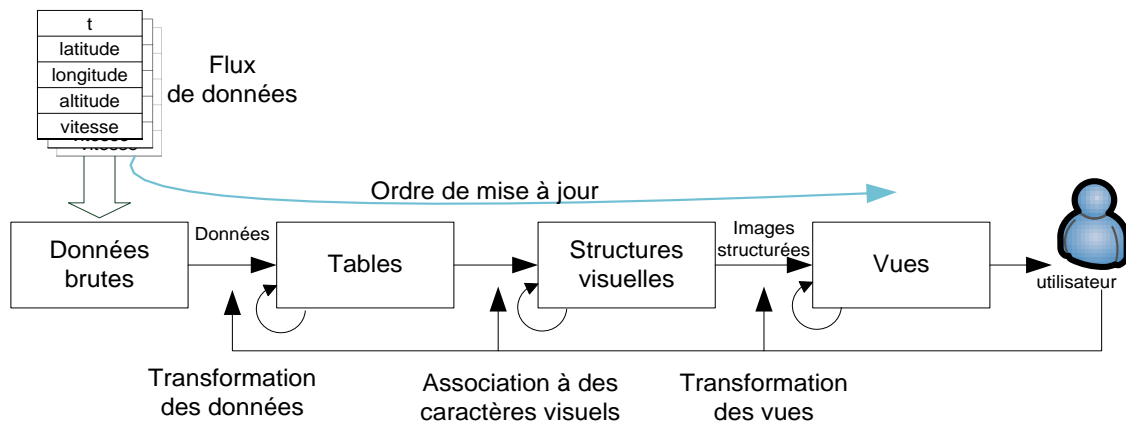 t
latitude
longitude
altitude
vitesse
vitesse
Flux
de données
Ordre de mise à jour
Données
brutes
Données
Tables
Structures
visuelles
Images
structurées
Vues
utilisateur
Transformation
des données
Association à des
caractères visuels
Transformation
des vues